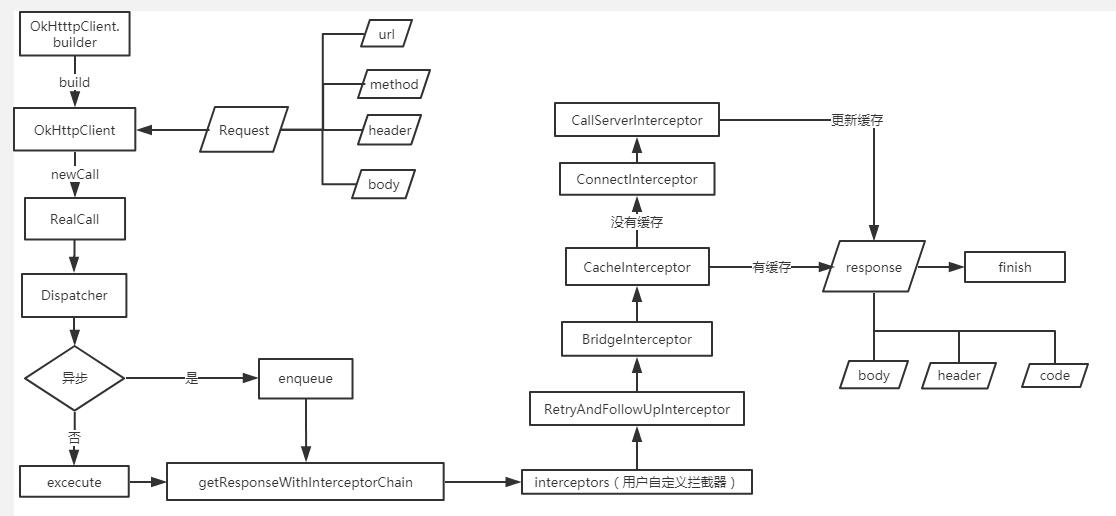 OkHtttpClient.
builder
build
OkHttpClient
newCall
RealCall
Dispatcher
异步
是
enqueue
否
excecute
getResponseWithInterceptorChain
Request
url
method
header
body
interceptors（用户自定义拦截器）
RetryAndFollowUpInterceptor
BridgeInterceptor
CacheInterceptor
没有缓存
ConnectInterceptor
CallServerInterceptor
更新缓存
有缓存
response
finish
body
header
code